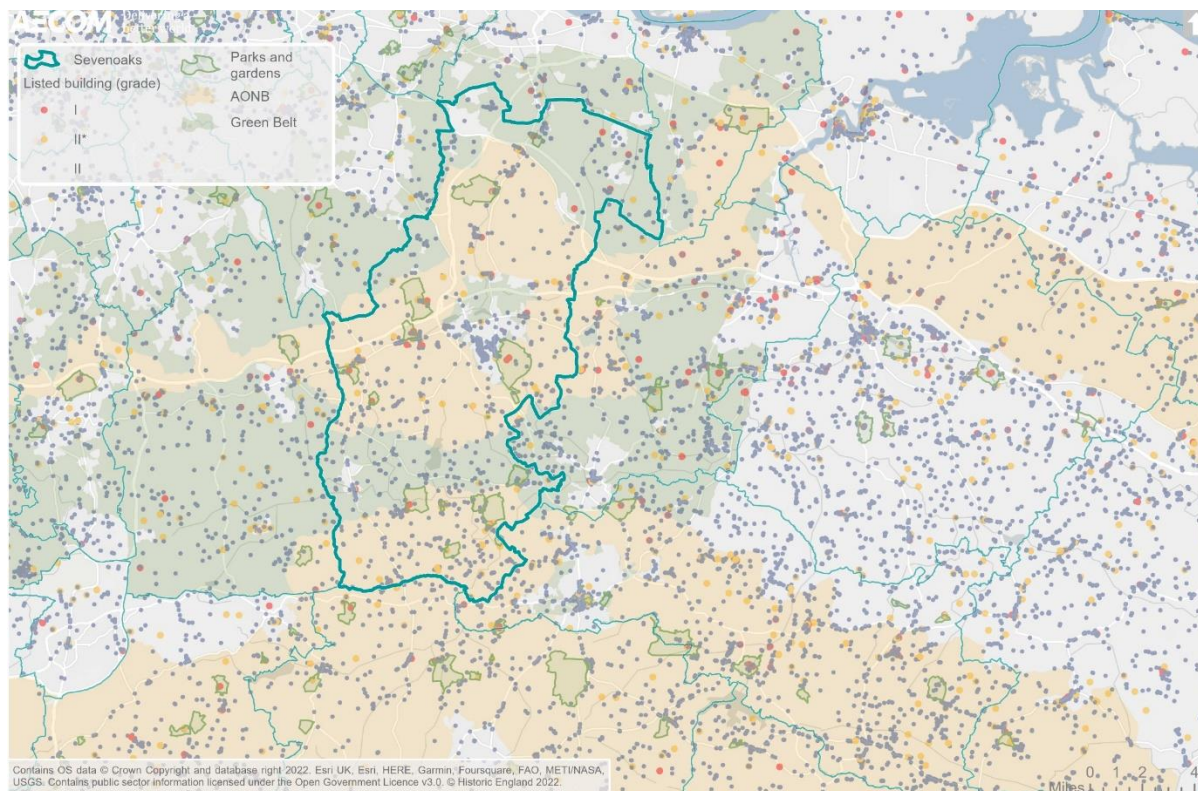 AECOM
Sevenoaks
Listed building (grade)
I
II*
II
Parks and
gardens
AONB
Green Belt
Contains OS data © Crown Copyright and database right 2022. Esri UK, Esri, HERE, Garmin, Foursquare, FAO, METI/NASA,
USGS. Contains public sector information licensed under the Open Government Licence v3.0. © Historic England 2022.
Miles
0 1 2 4